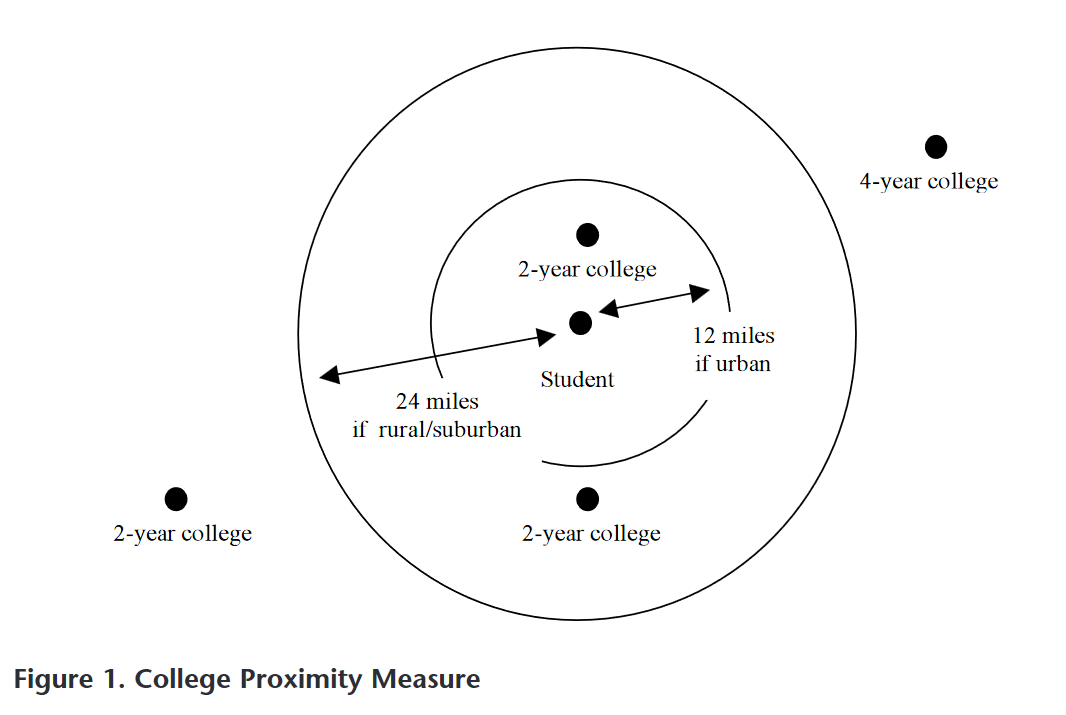 4-year college
2-year college
12 miles
if urban
Student
24 miles
if rural/suburban
2-year college
2-year college
Figure 1. College Proximity Measure